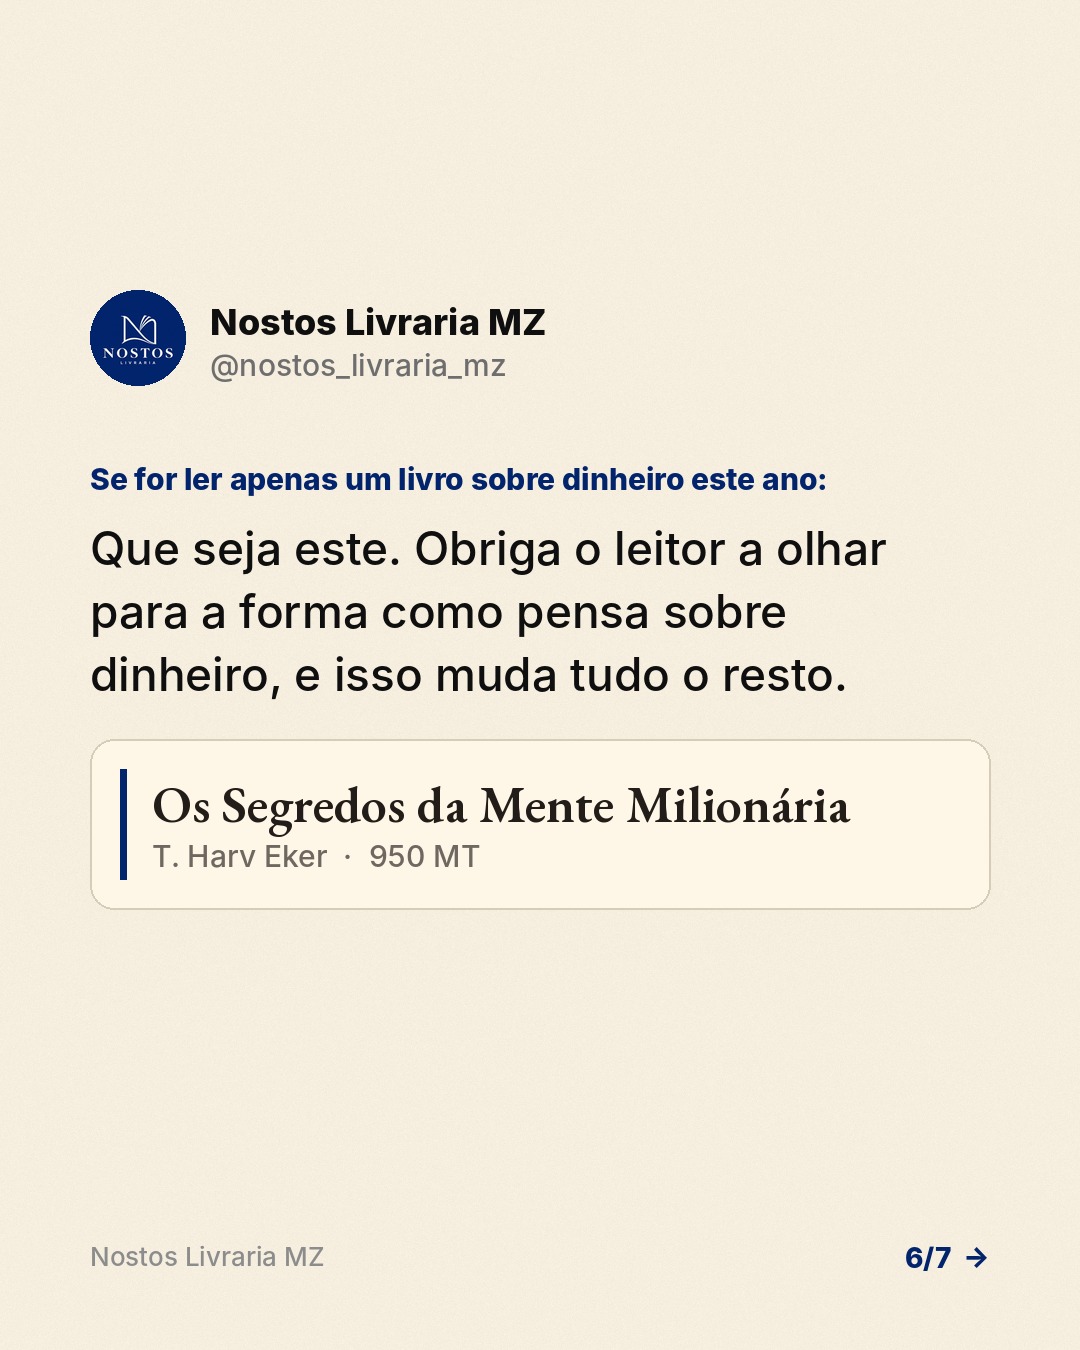 NOSTOS
LIVRARIA
Nostos Livraria MZ
@nostos_livraria_mz
Se for ler apenas um livro sobre dinheiro este ano:
Que seja este. Obriga o leitor a olhar
para a forma como pensa sobre
dinheiro, e isso muda tudo o resto.
Os Segredos da Mente Milionária
T. Harv Eker · 950 MT
Nostos Livraria MZ
6/7 →